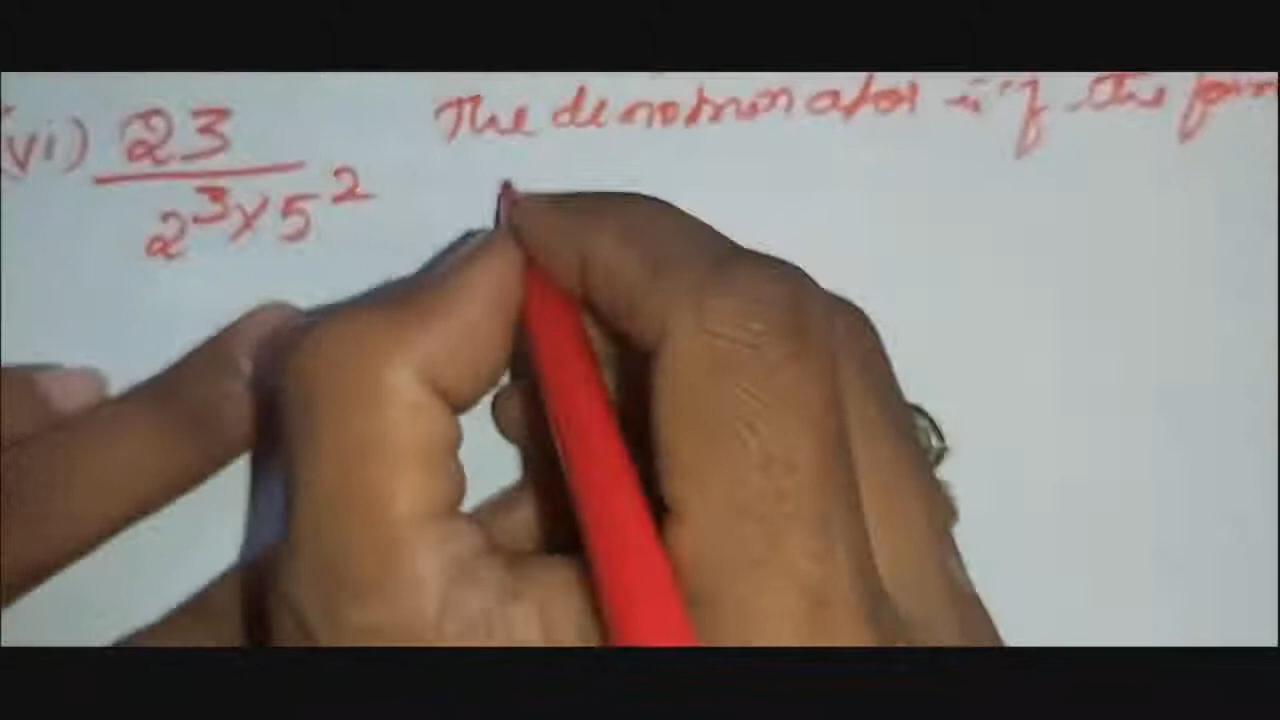 (vi) 23 The denominator is of the form
2³×5²